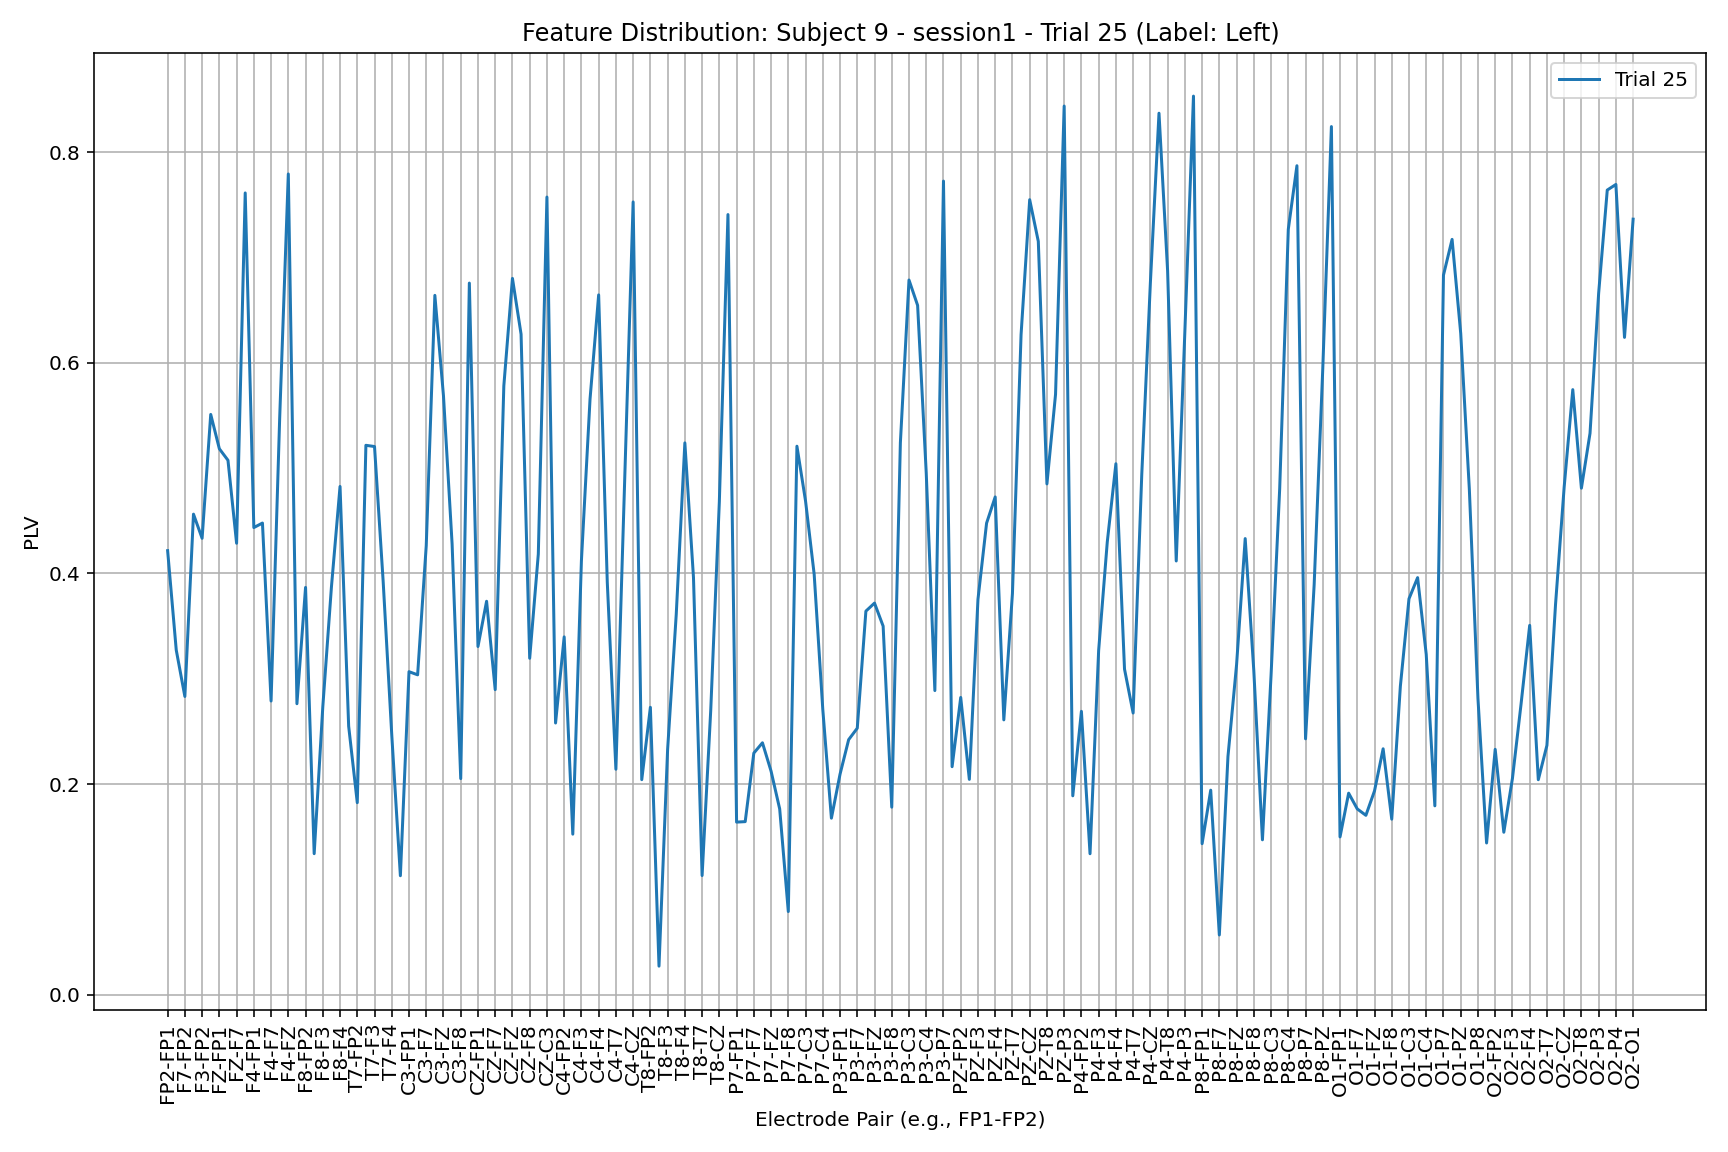 Feature Distribution: Subject 9 - session1 - Trial 25 (Label: Left)
Trial 25
PLV
0.8
0.6
0.4
0.2
0.0
FP2-FP1
F7-FP2
F3-FP2
FZ-FP1
FZ-F7
F4-FP1
F4-F7
F4-FZ
F8-FP2
F8-F3
F8-F4
T7-FP2
T7-F3
T7-F4
C3-FP1
C3-F7
C3-FZ
C3-F8
CZ-FP1
CZ-F7
CZ-FZ
CZ-F8
CZ-C3
C4-FP2
C4-F3
C4-F4
C4-T7
C4-CZ
T8-FP2
T8-F3
T8-F4
T8-T7
T8-CZ
P7-FP1
P7-F7
P7-FZ
P7-F8
P7-C3
P7-C4
P3-FP1
P3-F7
P3-FZ
P3-F8
P3-C3
P3-C4
P3-P7
PZ-FP2
PZ-F3
PZ-F4
PZ-T7
PZ-CZ
PZ-T8
PZ-P3
P4-FP2
P4-F3
P4-F4
P4-T7
P4-CZ
P4-T8
P4-P3
P8-FP1
P8-F7
P8-FZ
P8-F8
P8-C3
P8-C4
P8-P7
P8-PZ
O1-FP1
O1-F7
O1-FZ
O1-F8
O1-C3
O1-C4
O1-P7
O1-PZ
O1-P8
O2-FP2
O2-F3
O2-F4
O2-T7
O2-CZ
O2-T8
O2-P3
O2-P4
O2-O1
Electrode Pair (e.g., FP1-FP2)